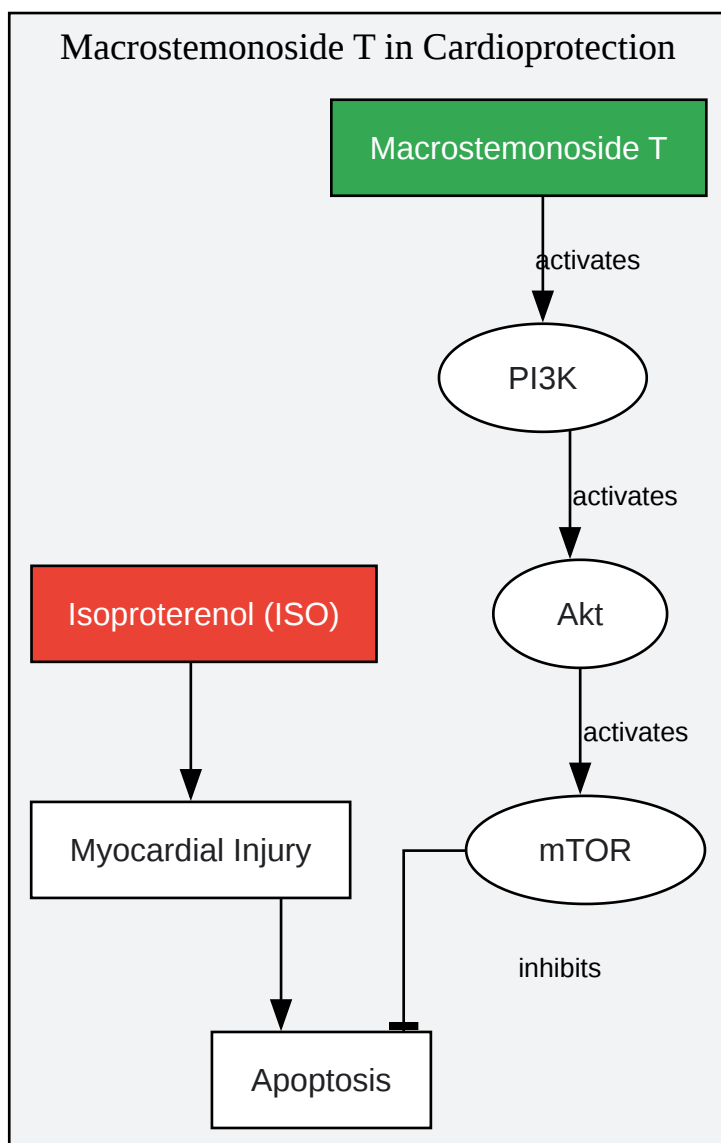 Macrostemonoside T in Cardioprotection
Macrostemonoside T
activates
PI3K
activates
Isoproterenol (ISO)
Akt
activates
Myocardial Injury
mTOR
inhibits
Apoptosis